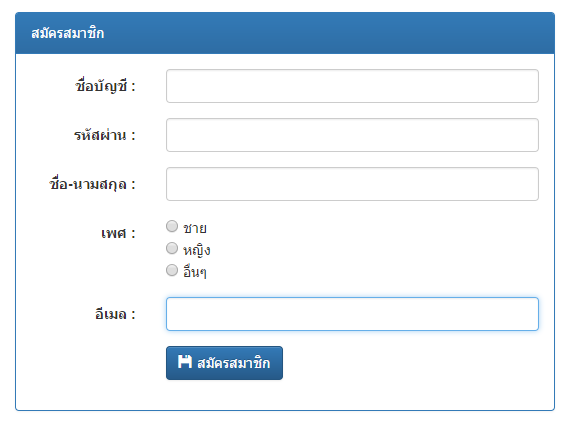 สมัครสมาชิก
ชื่อบัญชี :
รหัสผ่าน :
ชื่อ-นามสกุล :
เพศ :
ชาย
หญิง
อื่นๆ
อีเมล :
สมัครสมาชิก